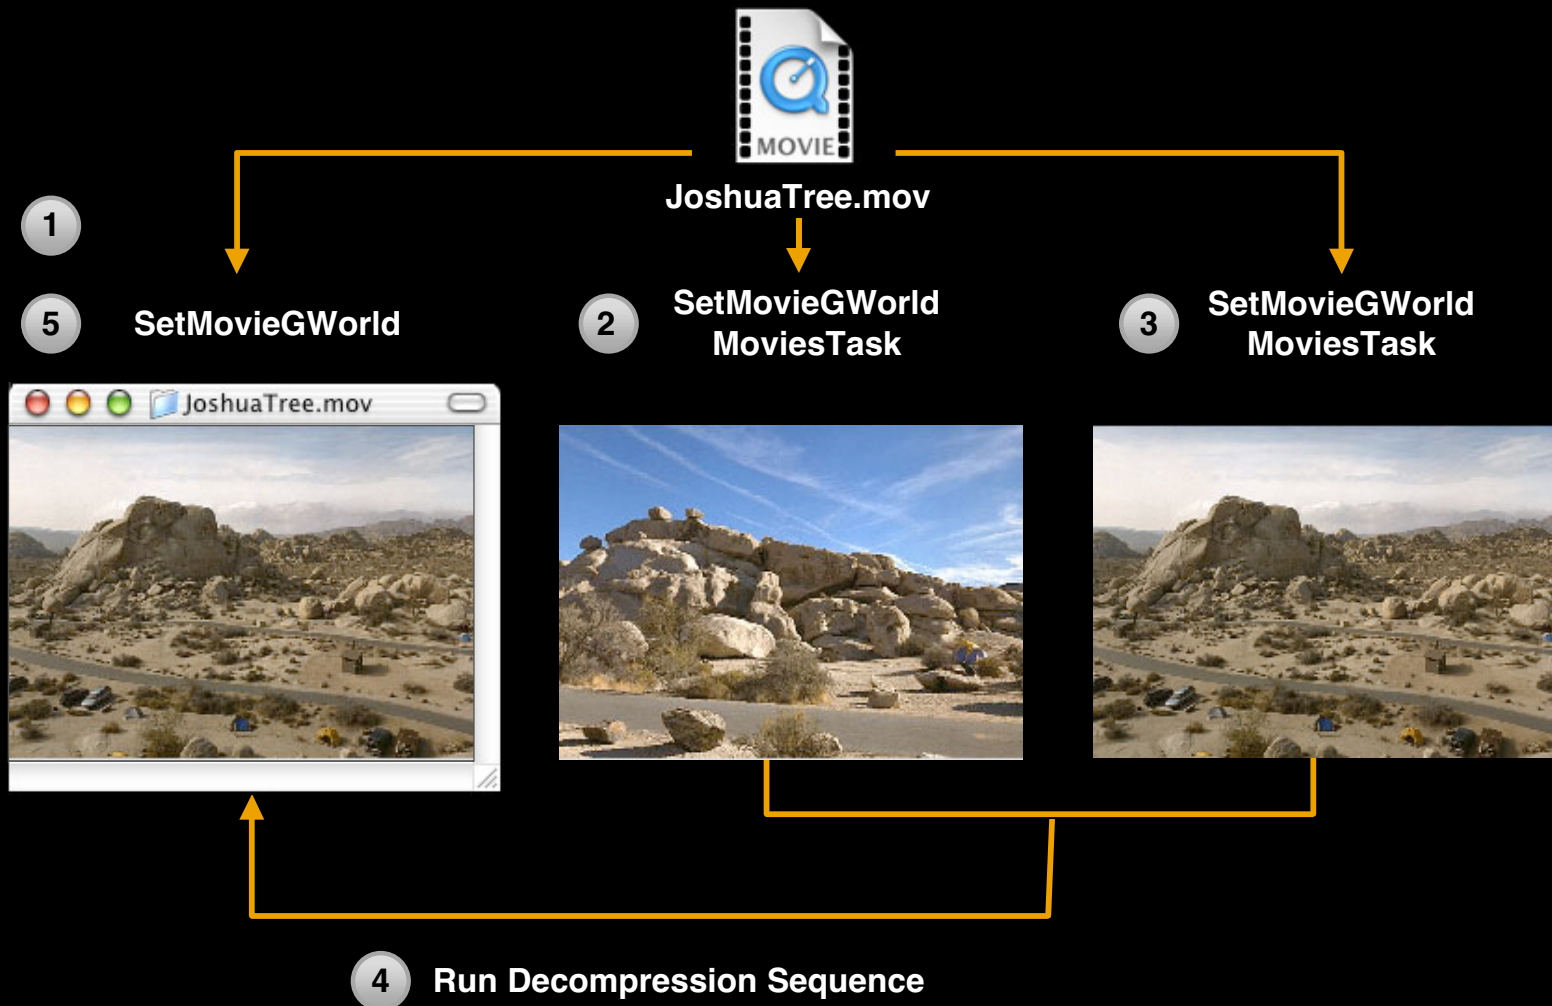 MOVIE
JoshuaTree.mov
1
5
SetMovieGWorld
2
SetMovieGWorld
MoviesTask
3
SetMovieGWorld
MoviesTask
JoshuaTree.mov
4
Run Decompression Sequence